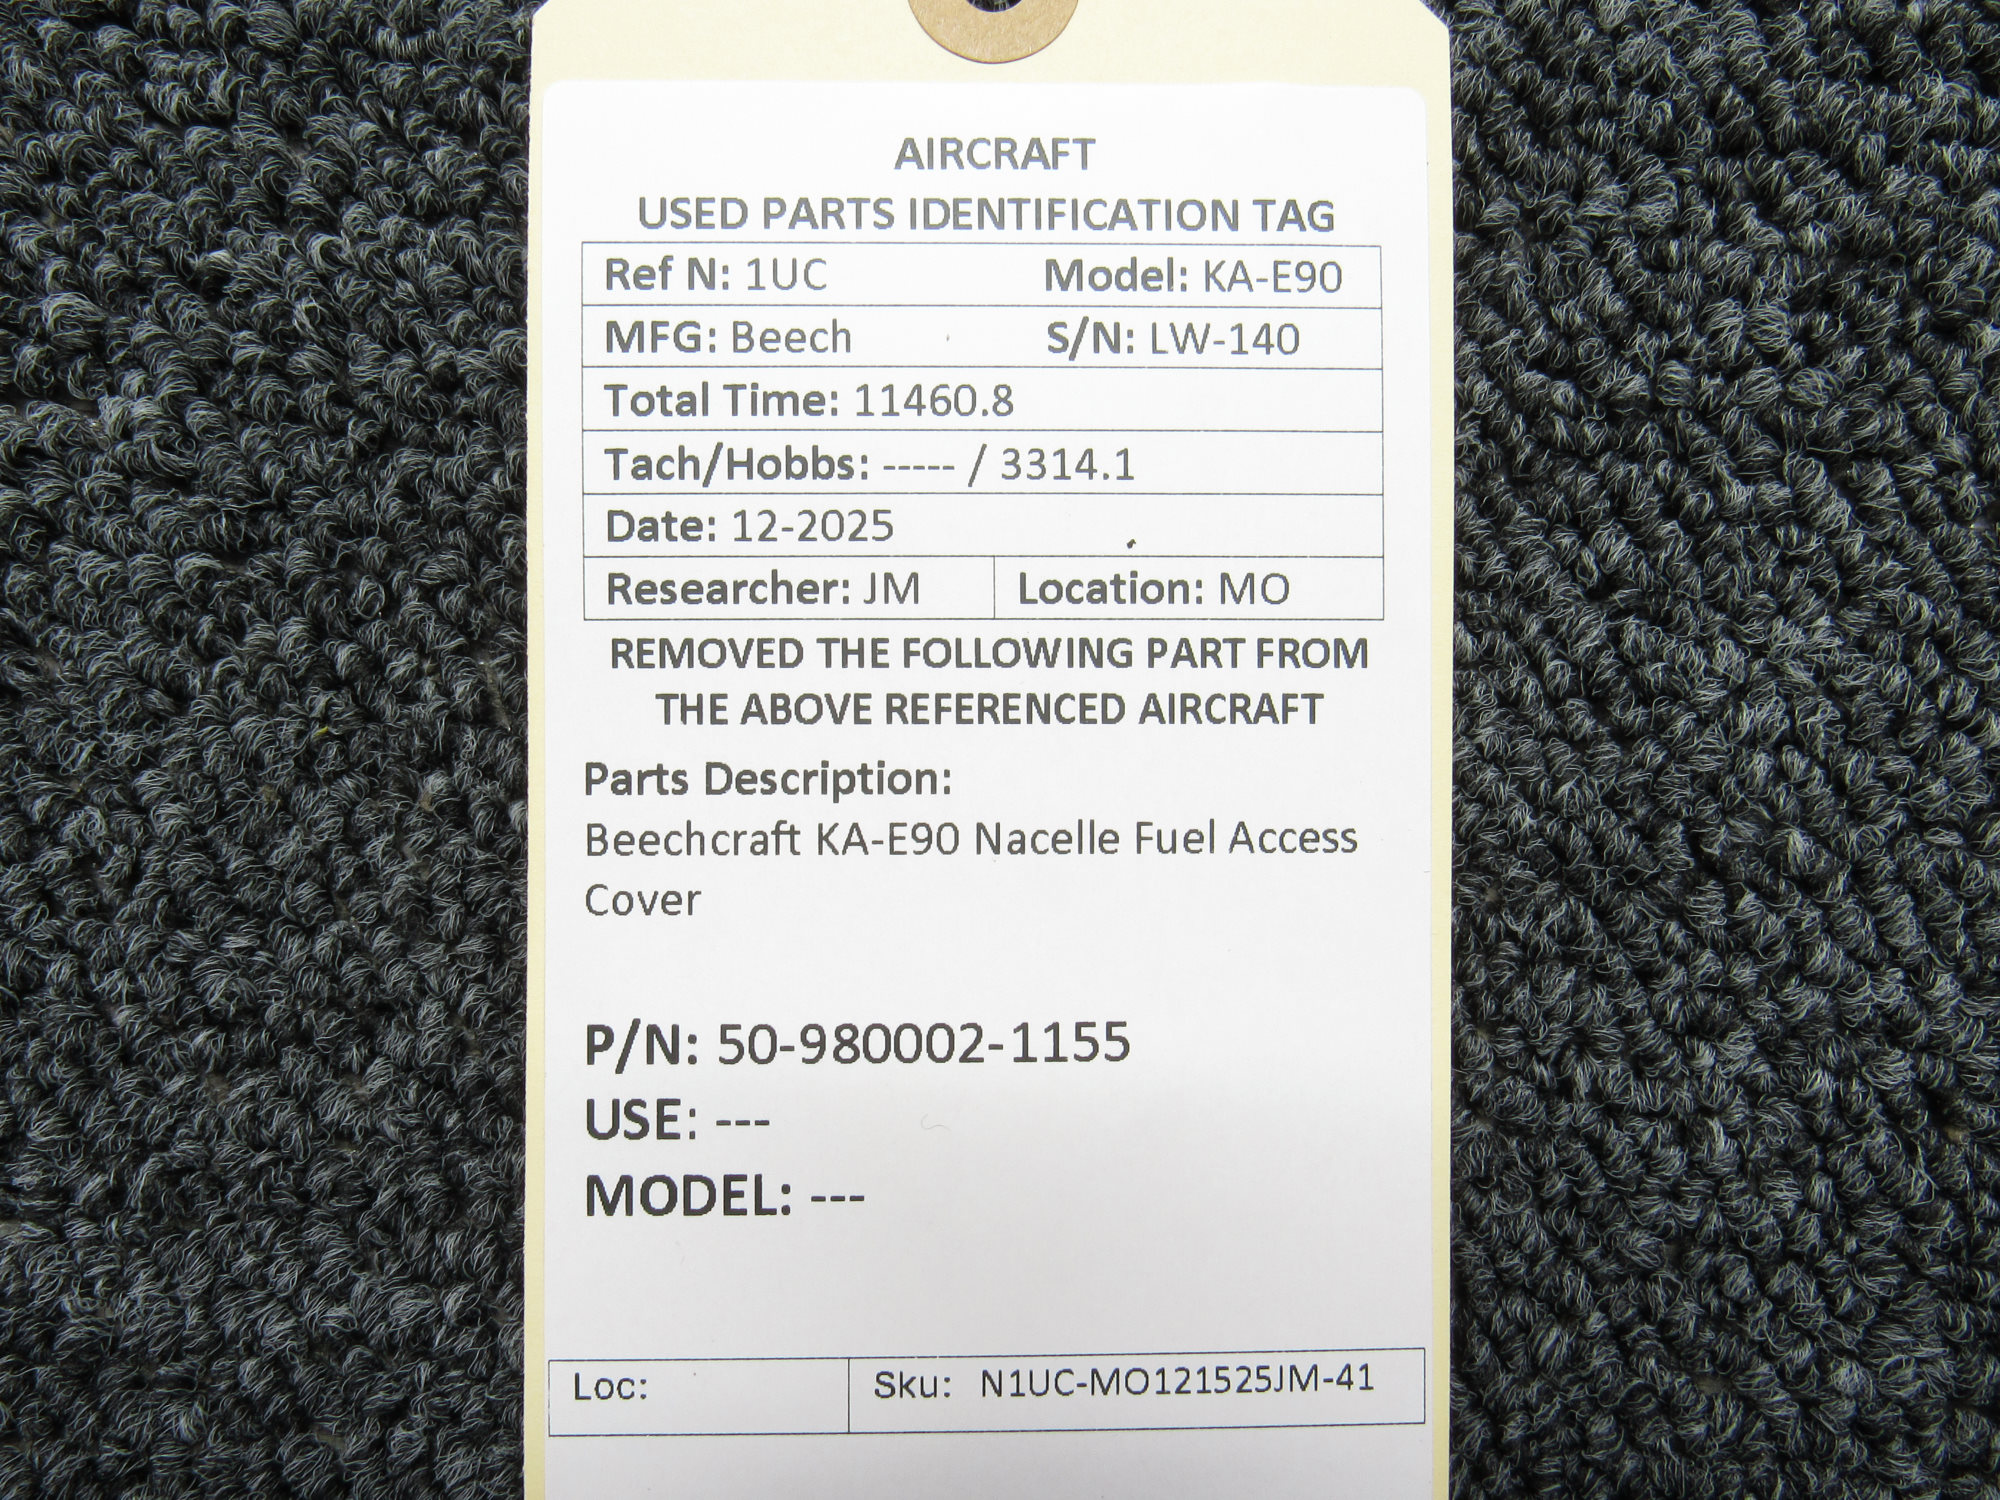 AIRCRAFT
USED PARTS IDENTIFICATION TAG
Ref N: 1UC Model: KA-E90
MFG: Beech S/N: LW-140
Total Time: 11460.8
Tach/Hobbs: ----- / 3314.1
Date: 12-2025
Researcher: JM Location: MO
REMOVED THE FOLLOWING PART FROM
THE ABOVE REFERENCED AIRCRAFT
Parts Description:
Beechcraft KA-E90 Nacelle Fuel Access
Cover
P/N: 50-980002-1155
USE: ---
MODEL: ---
Loc: Sku: N1UC-MO121525JM-41